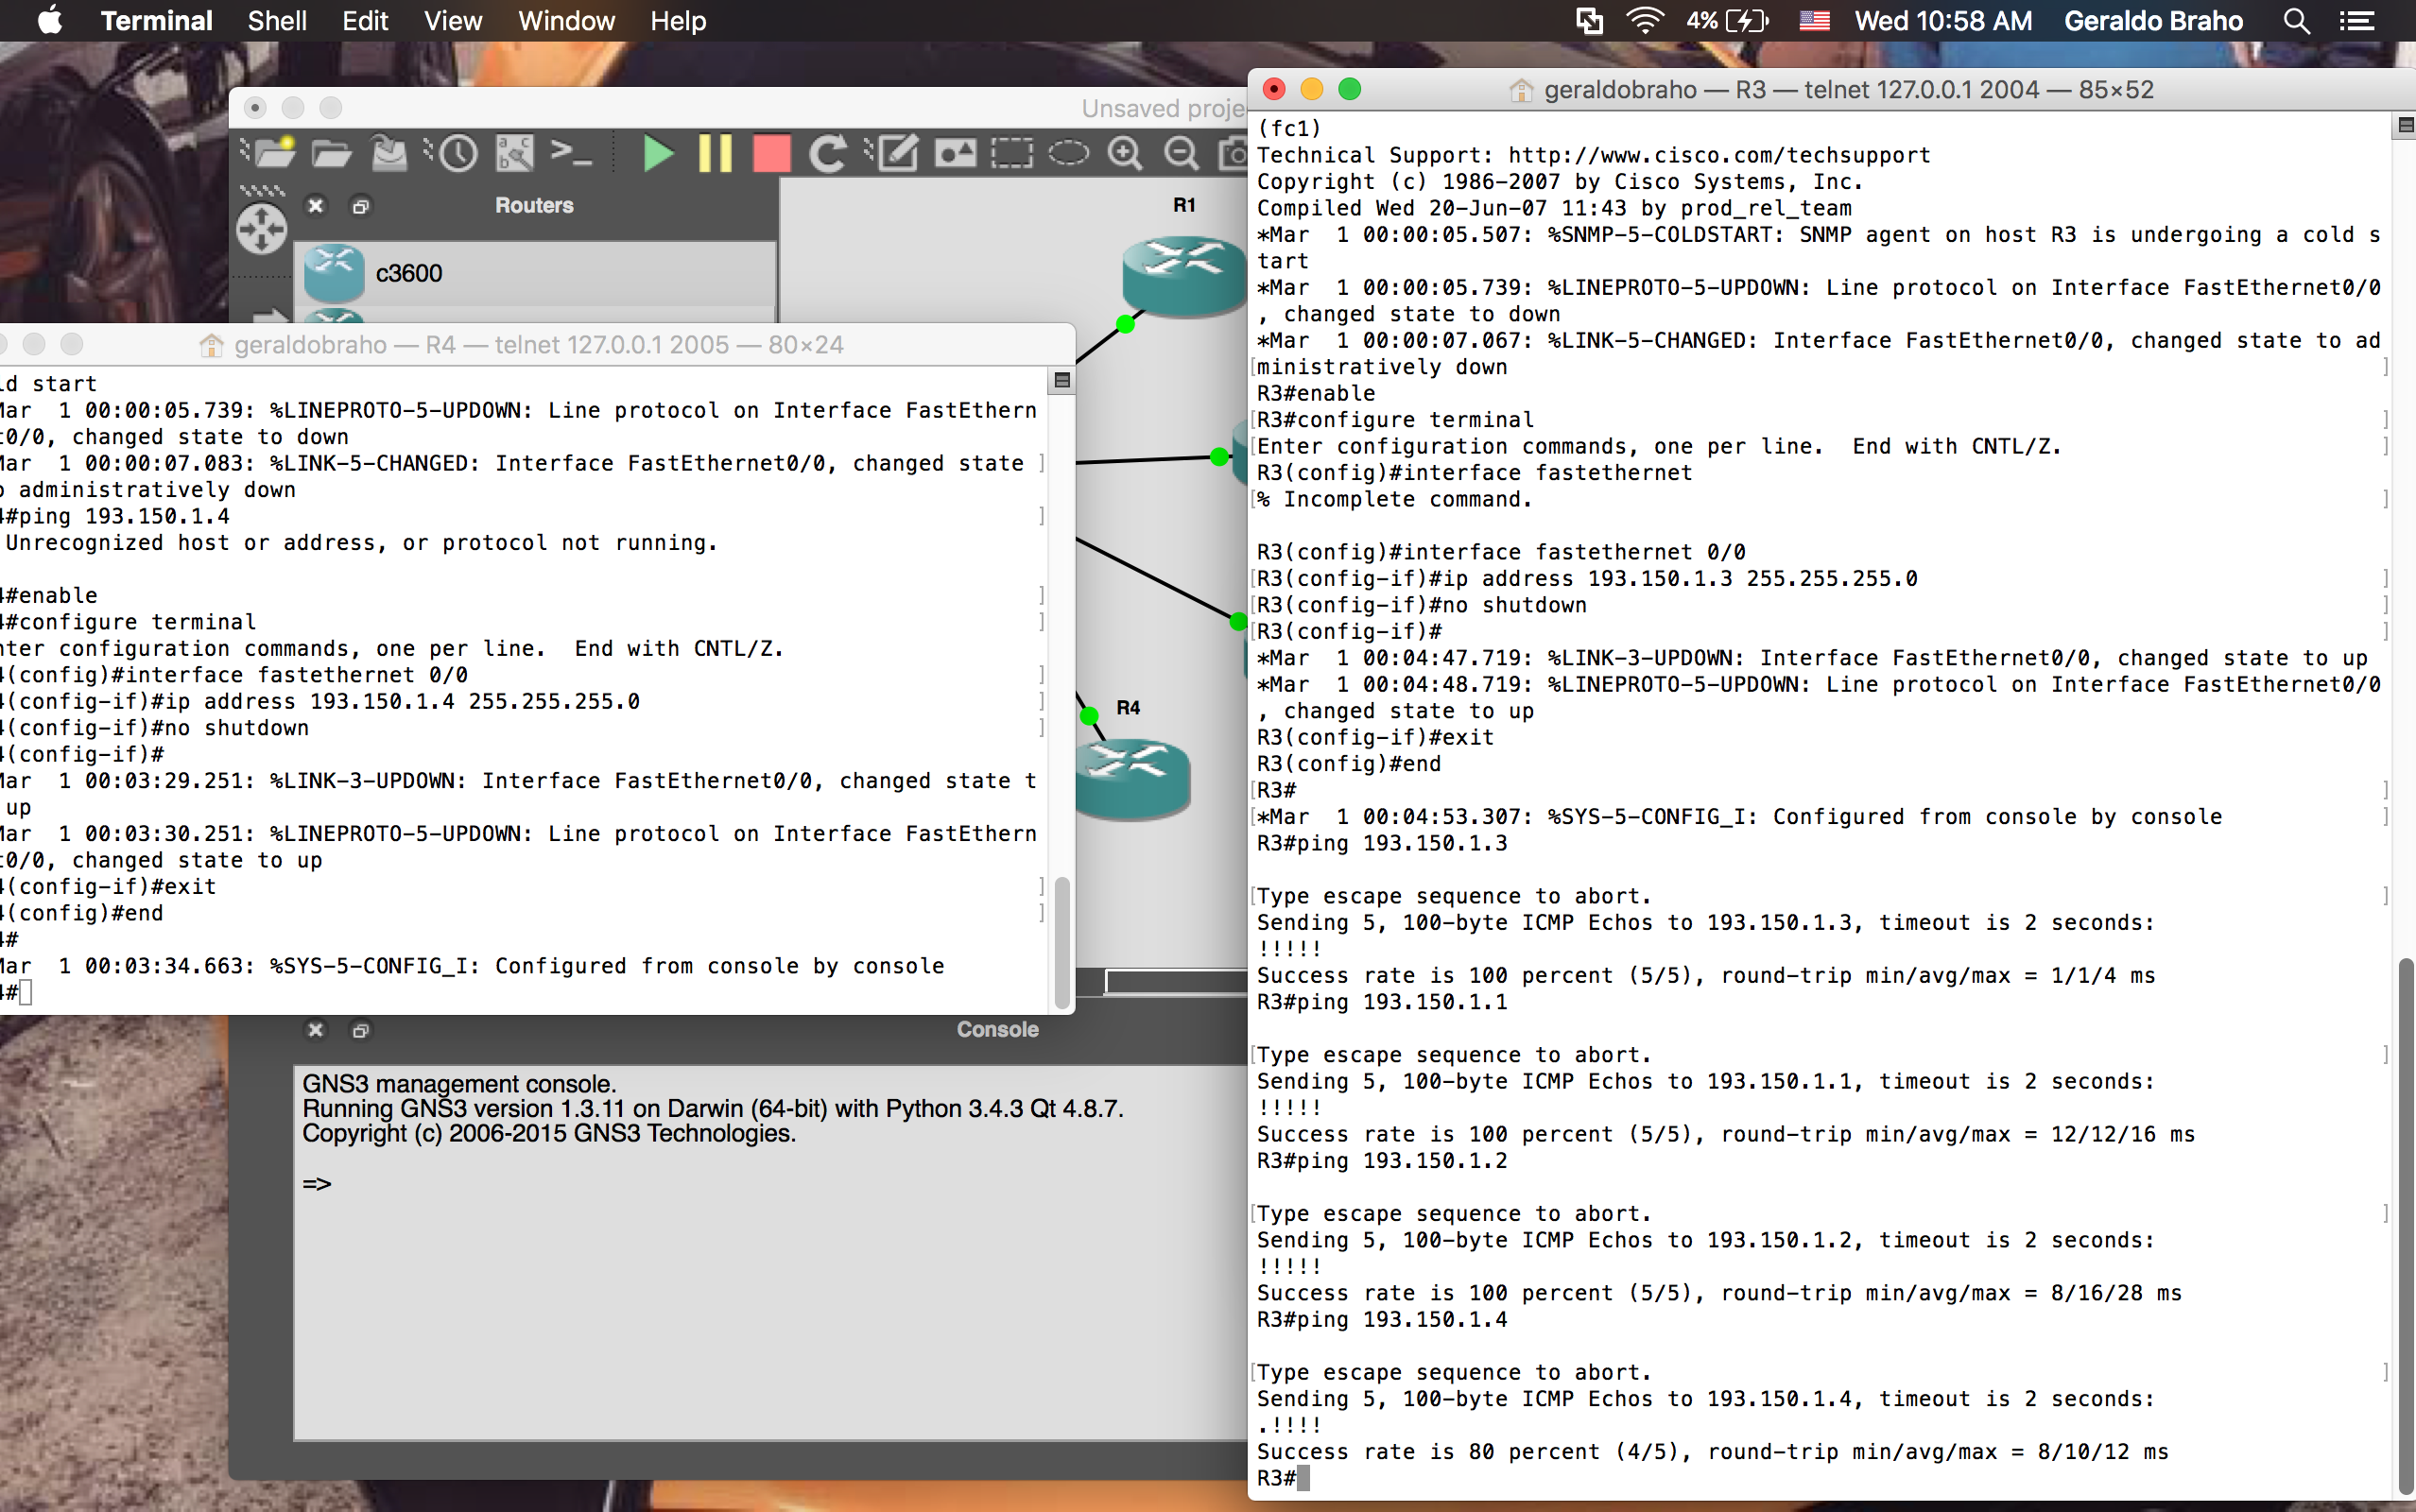 Terminal Shell Edit View Window Help 4% Wed 10:58 AM Geraldo Braho
Unsaved proje
Routers
c3600
R1
R4
geraldobraho — R4 — telnet 127.0.0.1 2005 — 80×24
ld start
Mar  1 00:00:05.739: %LINEPROTO-5-UPDOWN: Line protocol on Interface FastEthern
t0/0, changed state to down
Mar  1 00:00:07.083: %LINK-5-CHANGED: Interface FastEthernet0/0, changed state
o administratively down
4#ping 193.150.1.4
Unrecognized host or address, or protocol not running.
4#enable
4#configure terminal
nter configuration commands, one per line.  End with CNTL/Z.
4(config)#interface fastethernet 0/0
4(config-if)#ip address 193.150.1.4 255.255.255.0
4(config-if)#no shutdown
4(config-if)#
Mar  1 00:03:29.251: %LINK-3-UPDOWN: Interface FastEthernet0/0, changed state t
up
Mar  1 00:03:30.251: %LINEPROTO-5-UPDOWN: Line protocol on Interface FastEthern
t0/0, changed state to up
4(config-if)#exit
4(config)#end
4#
Mar  1 00:03:34.663: %SYS-5-CONFIG_I: Configured from console by console
4#
Console
GNS3 management console.
Running GNS3 version 1.3.11 on Darwin (64-bit) with Python 3.4.3 Qt 4.8.7.
Copyright (c) 2006-2015 GNS3 Technologies.
=>
geraldobraho — R3 — telnet 127.0.0.1 2004 — 85×52
(fc1)
Technical Support: http://www.cisco.com/techsupport
Copyright (c) 1986-2007 by Cisco Systems, Inc.
Compiled Wed 20-Jun-07 11:43 by prod_rel_team
*Mar  1 00:00:05.507: %SNMP-5-COLDSTART: SNMP agent on host R3 is undergoing a cold s
tart
*Mar  1 00:00:05.739: %LINEPROTO-5-UPDOWN: Line protocol on Interface FastEthernet0/0
, changed state to down
*Mar  1 00:00:07.067: %LINK-5-CHANGED: Interface FastEthernet0/0, changed state to ad
ministratively down
R3#enable
R3#configure terminal
Enter configuration commands, one per line.  End with CNTL/Z.
R3(config)#interface fastethernet
% Incomplete command.
R3(config)#interface fastethernet 0/0
R3(config-if)#ip address 193.150.1.3 255.255.255.0
R3(config-if)#no shutdown
R3(config-if)#
*Mar  1 00:04:47.719: %LINK-3-UPDOWN: Interface FastEthernet0/0, changed state to up
*Mar  1 00:04:48.719: %LINEPROTO-5-UPDOWN: Line protocol on Interface FastEthernet0/0
, changed state to up
R3(config-if)#exit
R3(config)#end
R3#
*Mar  1 00:04:53.307: %SYS-5-CONFIG_I: Configured from console by console
R3#ping 193.150.1.3
Type escape sequence to abort.
Sending 5, 100-byte ICMP Echos to 193.150.1.3, timeout is 2 seconds:
!!!!!
Success rate is 100 percent (5/5), round-trip min/avg/max = 1/1/4 ms
R3#ping 193.150.1.1
Type escape sequence to abort.
Sending 5, 100-byte ICMP Echos to 193.150.1.1, timeout is 2 seconds:
!!!!!
Success rate is 100 percent (5/5), round-trip min/avg/max = 12/12/16 ms
R3#ping 193.150.1.2
Type escape sequence to abort.
Sending 5, 100-byte ICMP Echos to 193.150.1.2, timeout is 2 seconds:
!!!!!
Success rate is 100 percent (5/5), round-trip min/avg/max = 8/16/28 ms
R3#ping 193.150.1.4
Type escape sequence to abort.
Sending 5, 100-byte ICMP Echos to 193.150.1.4, timeout is 2 seconds:
.!!!!
Success rate is 80 percent (4/5), round-trip min/avg/max = 8/10/12 ms
R3#